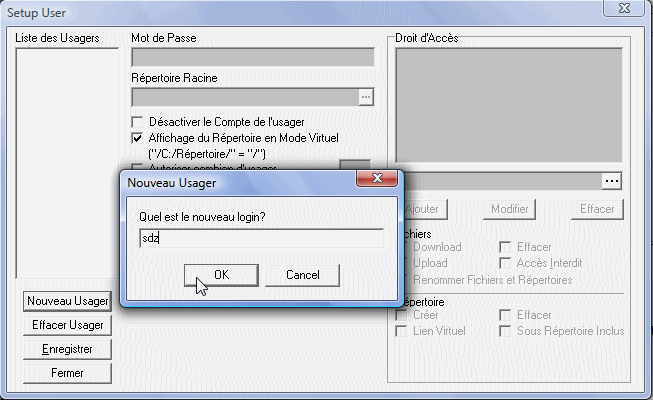 Setup User
Liste des Usagers
Mot de Passe
Répertoire Racine
...
Désactiver le Compte de l'usager
Affichage du Répertoire en Mode Virtuel
("/C:/Répertoire/" = "/")
Autoriser combien d'usager
Droit d'Accès
...
Ajouter
Modifier
Effacer
chiers
Download
Effacer
Upload
Accès Interdit
Renommer Fichiers et Répertoires
épertoire
Créer
Effacer
Lien Virtuel
Sous Répertoire Inclus
Nouveau Usager
Quel est le nouveau login?
sdz
OK
Cancel
Nouveau Usager
Effacer Usager
Enregistrer
Fermer